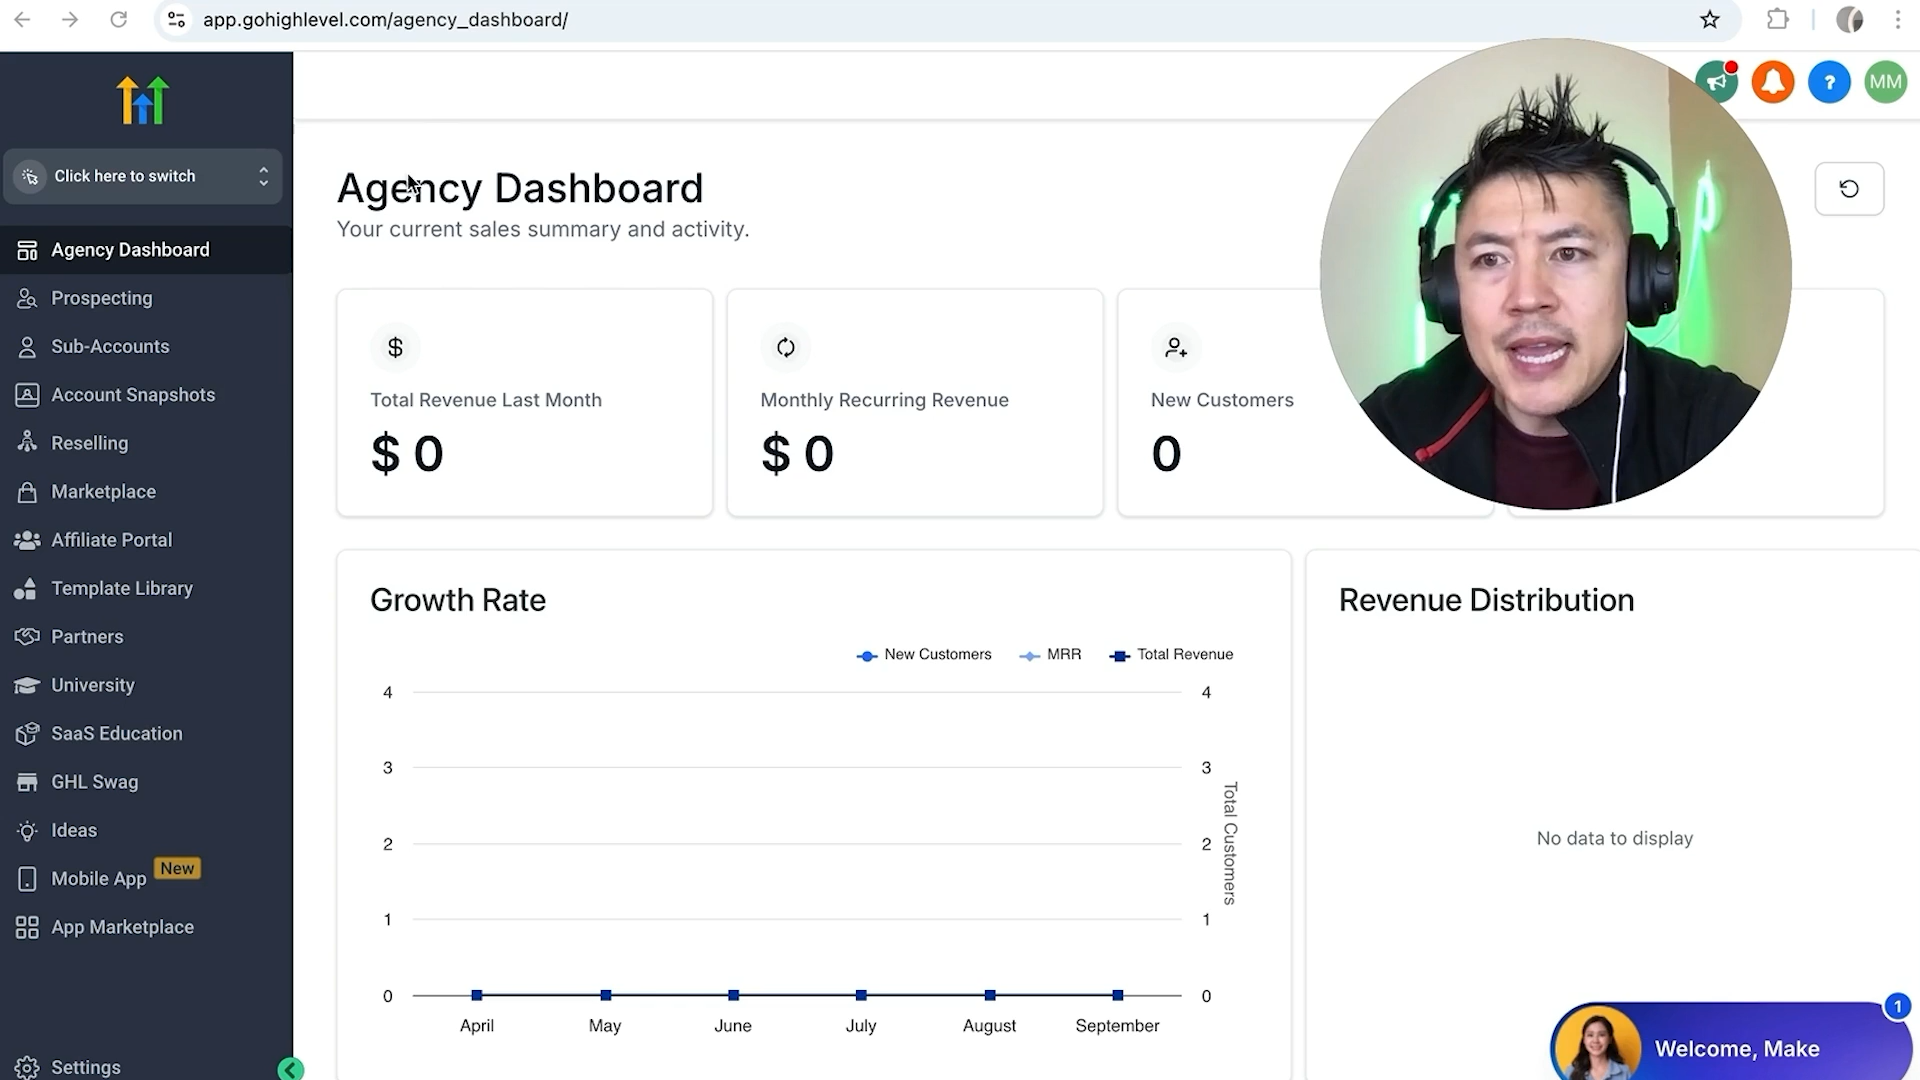 app.gohighlevel.com/agency_dashboard/
MM
Click here to switch
Agency Dashboard
Prospecting
Sub-Accounts
Account Snapshots
Reselling
Marketplace
Affiliate Portal
Template Library
Partners
University
SaaS Education
GHL Swag
Ideas
Mobile App New
App Marketplace
Settings
Agency Dashboard
Your current sales summary and activity.
$
Total Revenue Last Month
$ 0
Monthly Recurring Revenue
$ 0
New Customers
0
Growth Rate
New Customers MRR Total Revenue
4 4
3 3
2 2
1 1
0 0
Total Customers
April May June July August September
Revenue Distribution
No data to display
1
Welcome, Make